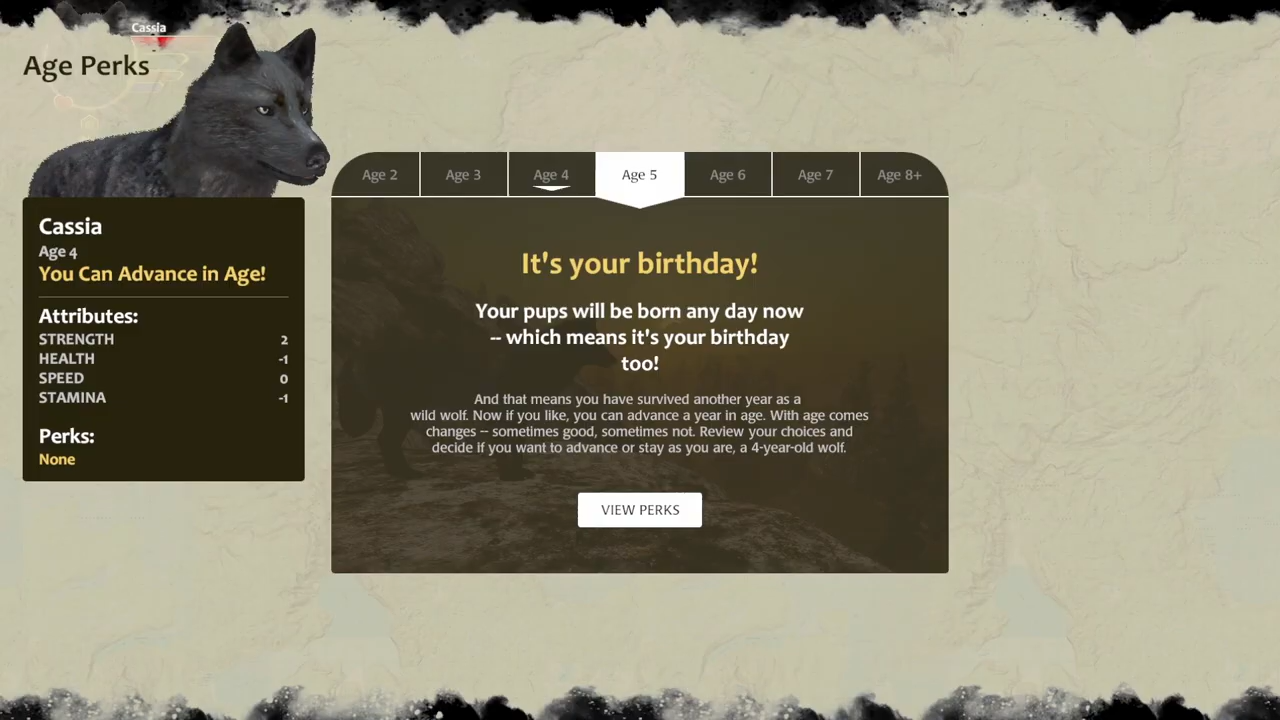 Cassia
Age Perks
Age 2
Age 3
Age 4
Age 5
Age 6
Age 7
Age 8+
Cassia
Age 4
You Can Advance in Age!
Attributes:
STRENGTH 2
HEALTH -1
SPEED 0
STAMINA -1
Perks:
None
It's your birthday!
Your pups will be born any day now
-- which means it's your birthday
too!
And that means you have survived another year as a
wild wolf. Now if you like, you can advance a year in age. With age comes
changes -- sometimes good, sometimes not. Review your choices and
decide if you want to advance or stay as you are, a 4-year-old wolf.
VIEW PERKS